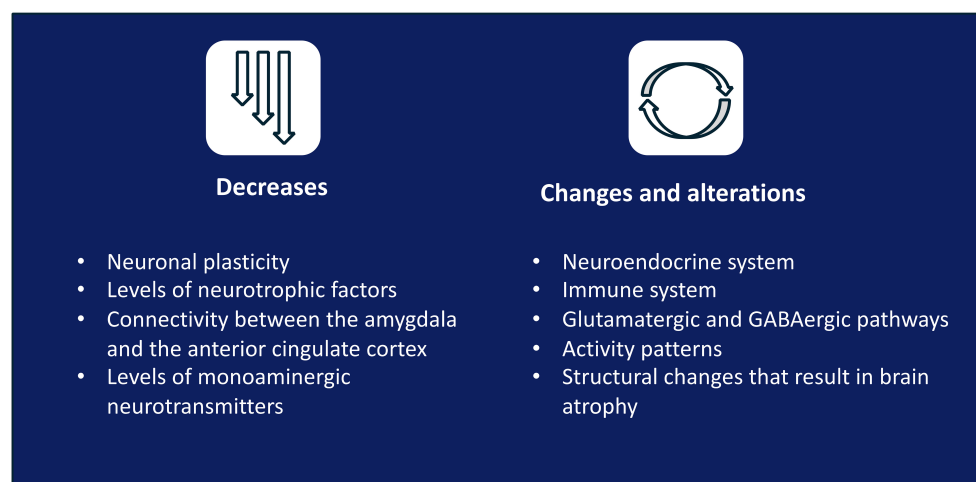 Decreases
• Neuronal plasticity
• Levels of neurotrophic factors
• Connectivity between the amygdala
and the anterior cingulate cortex
• Levels of monoaminergic
neurotransmitters
Changes and alterations
• Neuroendocrine system
• Immune system
• Glutamatergic and GABAergic pathways
• Activity patterns
• Structural changes that result in brain
atrophy